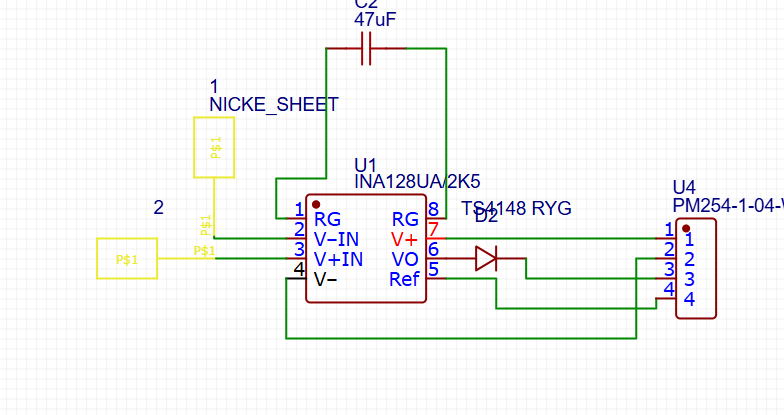 C2
47uF
1
NICKE_SHEET
P$1
P$1
2
P$1
P$1
U1
INA128UA/2K5
1 RG RG 8
2 V-IN V+ 7
3 V+IN VO 6
4 V- Ref 5
TS4148 RYG
D2
U4
PM254-1-04-
1 1
2 2
3 3
4 4